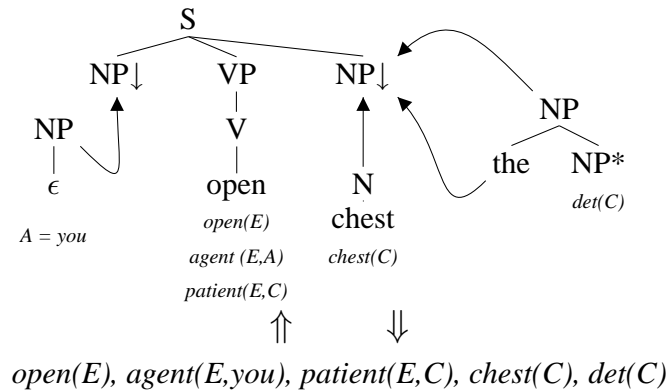 S
NP↓ VP NP↓
NP V NP
ϵ open N the NP*
chest
A = you open(E) det(C)
agent (E,A) chest(C)
patient(E,C)
⇑ ⇓
open(E), agent(E,you), patient(E,C), chest(C), det(C)